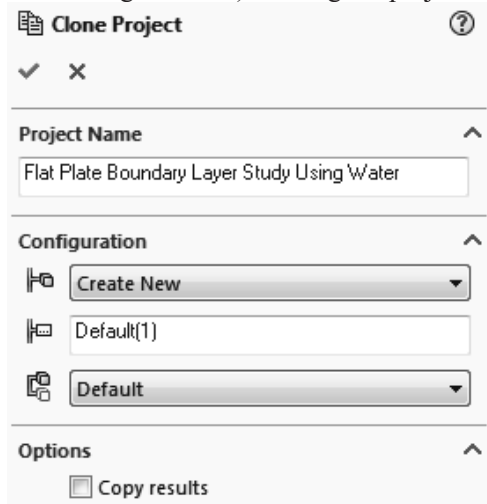 Clone Project
Project Name
Flat Plate Boundary Layer Study Using Water
Configuration
Create New
Default(1)
Default
Options
Copy results